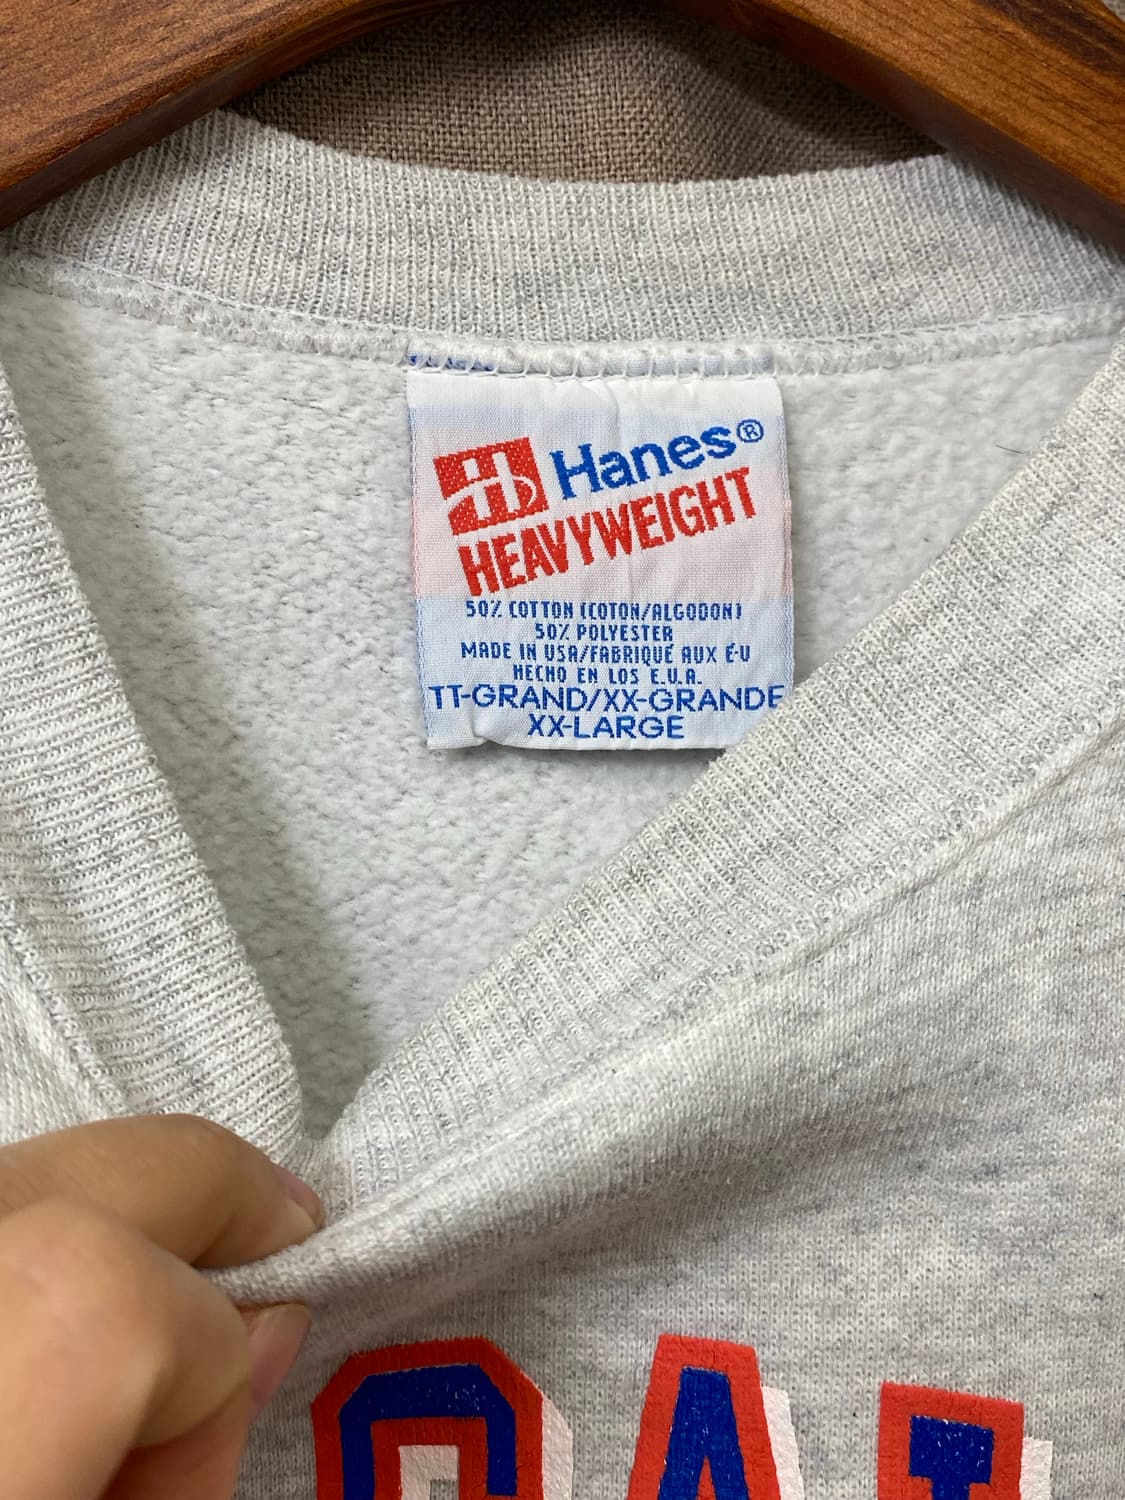 Hanes®
HEAVYWEIGHT
50% COTTON (COTON/ALGODON)
50% POLYESTER
MADE IN USA/FABRIQUÉ AUX É-U
HECHO EN LOS E.U.A.
TT-GRAND/XX-GRANDE
XX-LARGE